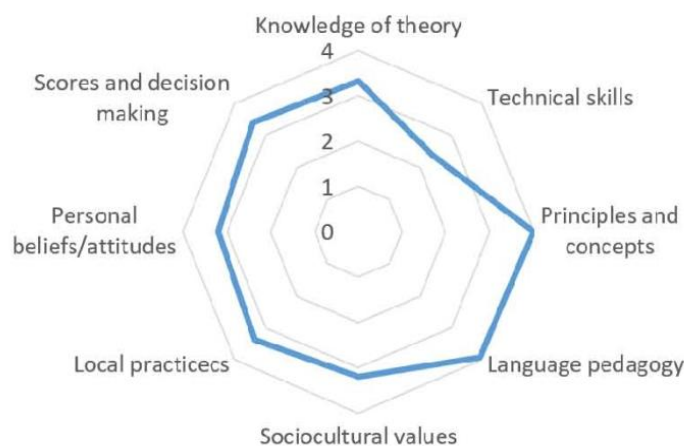 Knowledge of theory
4
Scores and decision
making
3
Technical skills
2
1
Personal
beliefs/attitudes
0
Principles and
concepts
Local practicecs
Language pedagogy
Sociocultural values